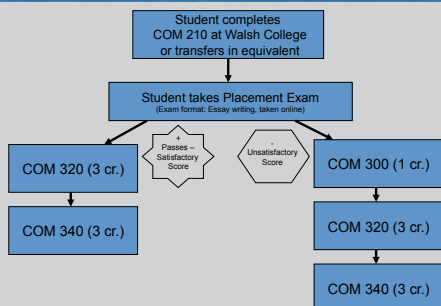 Student completes
COM 210 at Walsh College
or transfers in equivalent
Student takes Placement Exam
(Exam format: Essay writing, taken online)
+
Passes –
Satisfactory
Score
-
Unsatisfactory
Score
COM 320 (3 cr.)
COM 300 (1 cr.)
COM 340 (3 cr.)
COM 320 (3 cr.)
COM 340 (3 cr.)